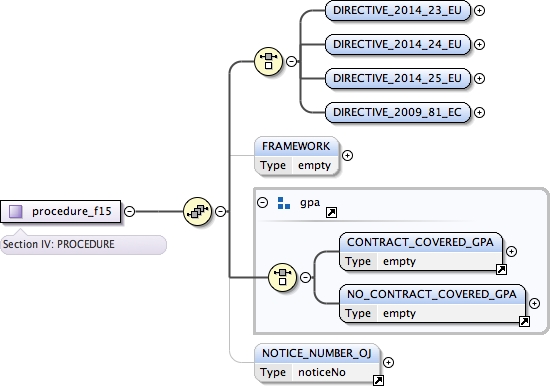 DIRECTIVE_2014_23_EU
DIRECTIVE_2014_24_EU
DIRECTIVE_2014_25_EU
DIRECTIVE_2009_81_EC
FRAMEWORK
Type empty
procedure_f15
Section IV: PROCEDURE
gpa
CONTRACT_COVERED_GPA
Type empty
NO_CONTRACT_COVERED_GPA
Type empty
NOTICE_NUMBER_OJ
Type noticeNo